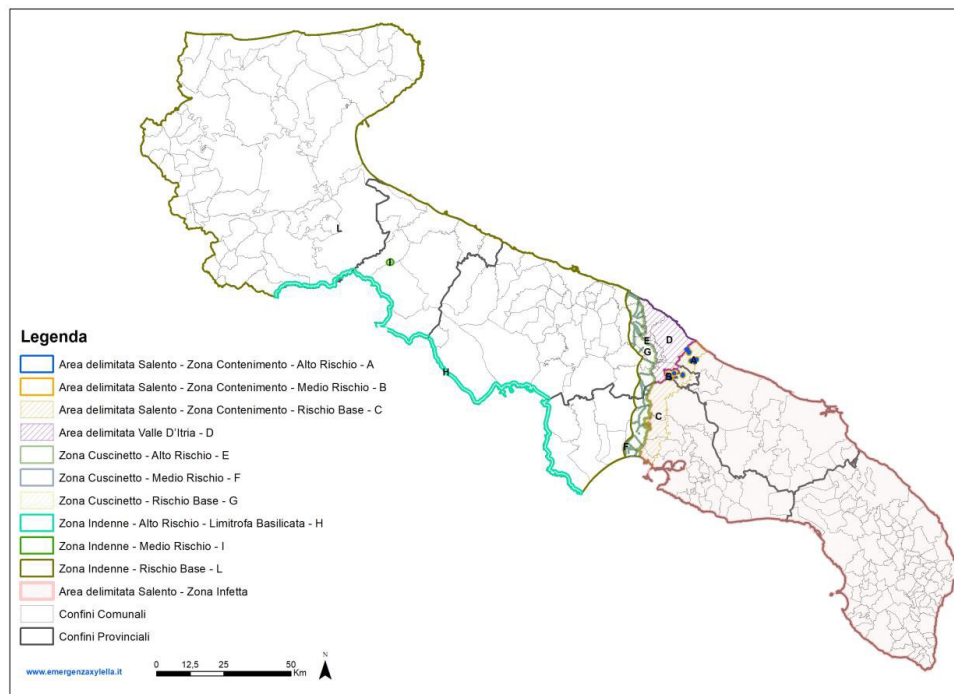 L
I
H
E
G
D
A
B
C
F
Legenda
Area delimitata Salento - Zona Contenimento - Alto Rischio - A
Area delimitata Salento - Zona Contenimento - Medio Rischio - B
Area delimitata Salento - Zona Contenimento - Rischio Base - C
Area delimitata Valle D'Itria - D
Zona Cuscinetto - Alto Rischio - E
Zona Cuscinetto - Medio Rischio - F
Zona Cuscinetto - Rischio Base - G
Zona Indenne - Alto Rischio - Limitrofa Basilicata - H
Zona Indenne - Medio Rischio - I
Zona Indenne - Rischio Base - L
Area delimitata Salento - Zona Infetta
Confini Comunali
Confini Provinciali
www.emergenzaxylella.it
0 12,5 25 50
Km
N